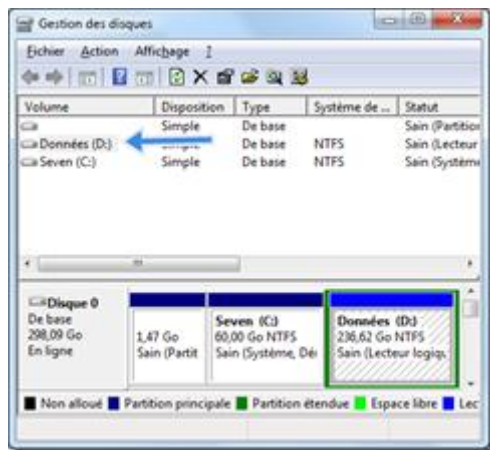 Gestion des disques
Fichier Action Affichage ?
Volume Disposition Type Système de ... Statut
Simple De base Sain (Partition
Données (D:) Simple De base NTFS Sain (Lecteur
Seven (C:) Simple De base NTFS Sain (Système
Disque 0
De base
298,09 Go
En ligne
1,47 Go
Sain (Partit
Seven (C:)
60,00 Go NTFS
Sain (Système, Dé
Données (D:)
236,62 Go NTFS
Sain (Lecteur logiqu
Non alloué Partition principale Partition étendue Espace libre Lec